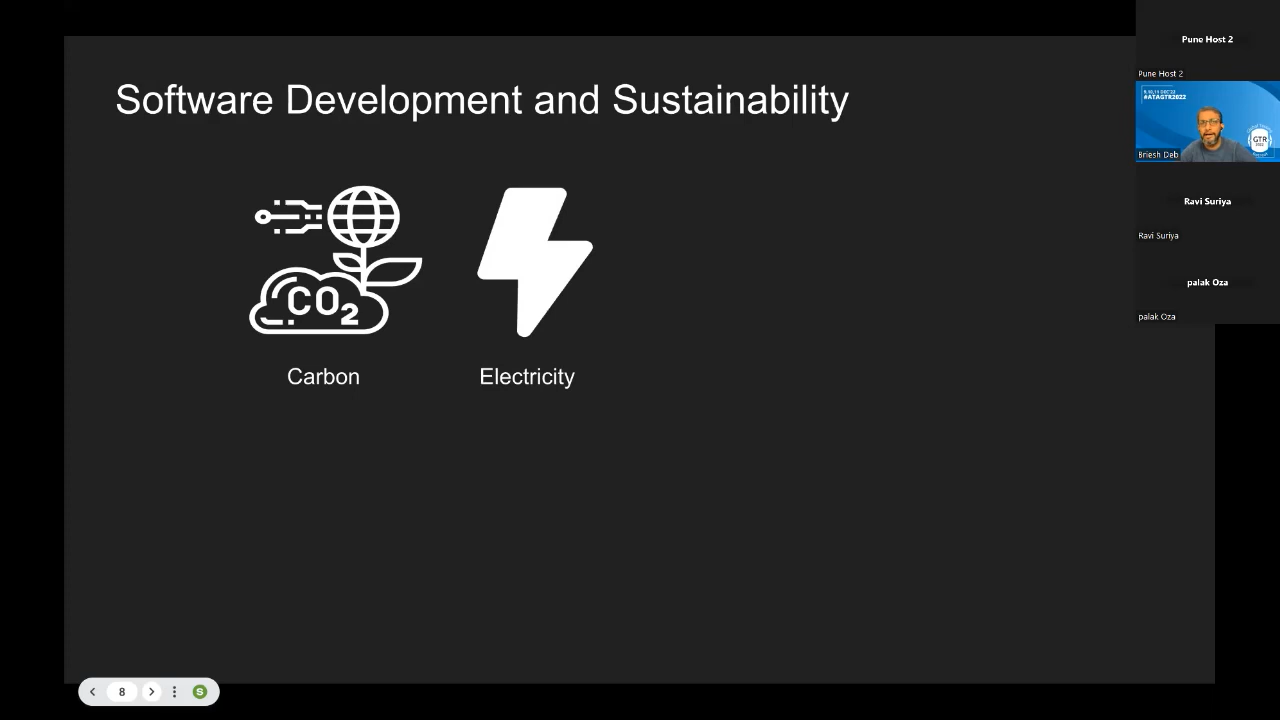 Software Development and Sustainability
CO2
Carbon
Electricity
8
S
Pune Host 2
Pune Host 2
#ATAGTR2022
GTR
Briesh Deb
Ravi Suriya
Ravi Suriya
palak Oza
palak Oza